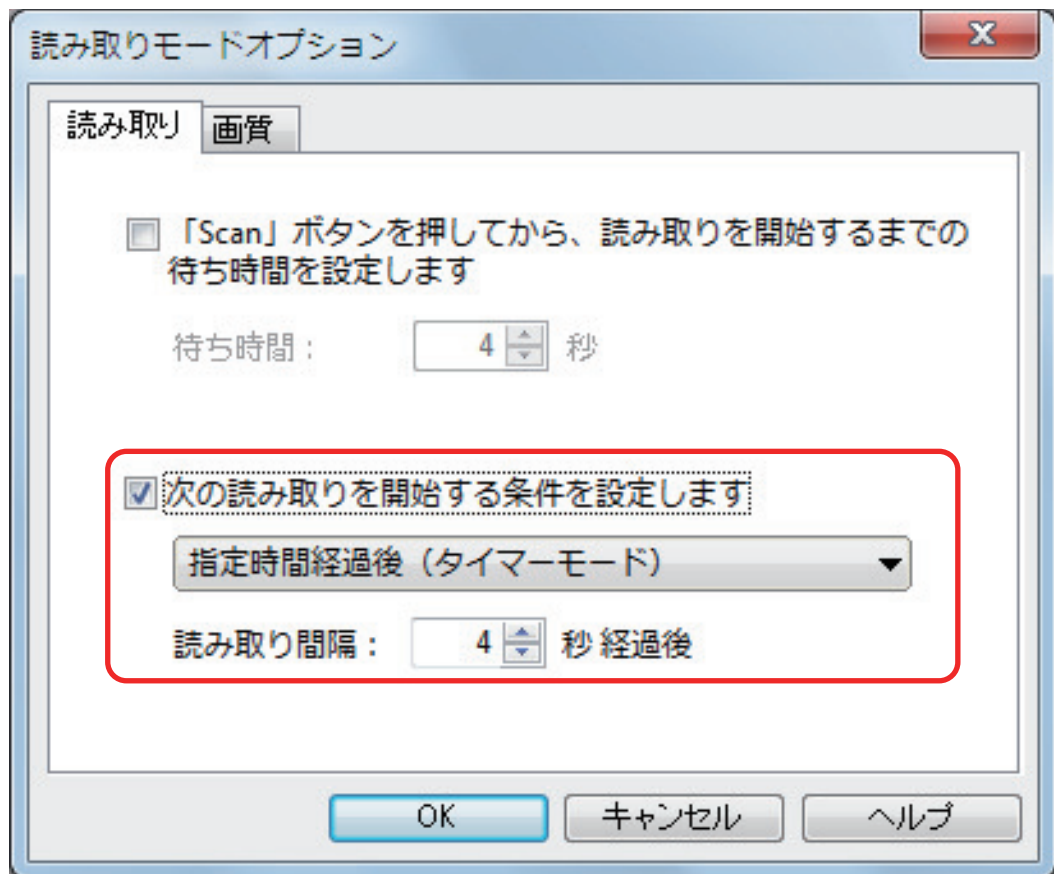 読み取りモードオプション
読み取り 画質
「Scan」ボタンを押してから、読み取りを開始するまでの
待ち時間を設定します
待ち時間： 4 秒
次の読み取りを開始する条件を設定します
指定時間経過後（タイマーモード）
読み取り間隔： 4 秒 経過後
OK キャンセル ヘルプ